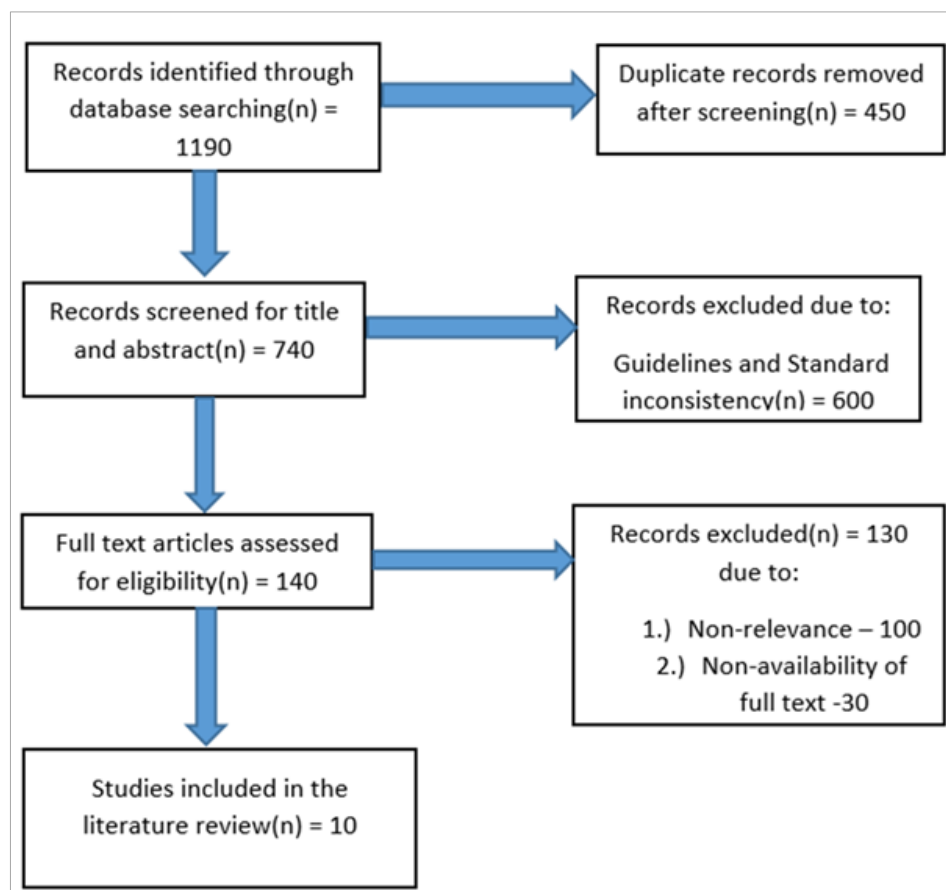 Records identified through
database searching(n) =
1190
Duplicate records removed
after screening(n) = 450
Records screened for title
and abstract(n) = 740
Records excluded due to:
Guidelines and Standard
inconsistency(n) = 600
Full text articles assessed
for eligibility(n) = 140
Records excluded(n) = 130
due to:
1.) Non-relevance – 100
2.) Non-availability of
full text -30
Studies included in the
literature review(n) = 10